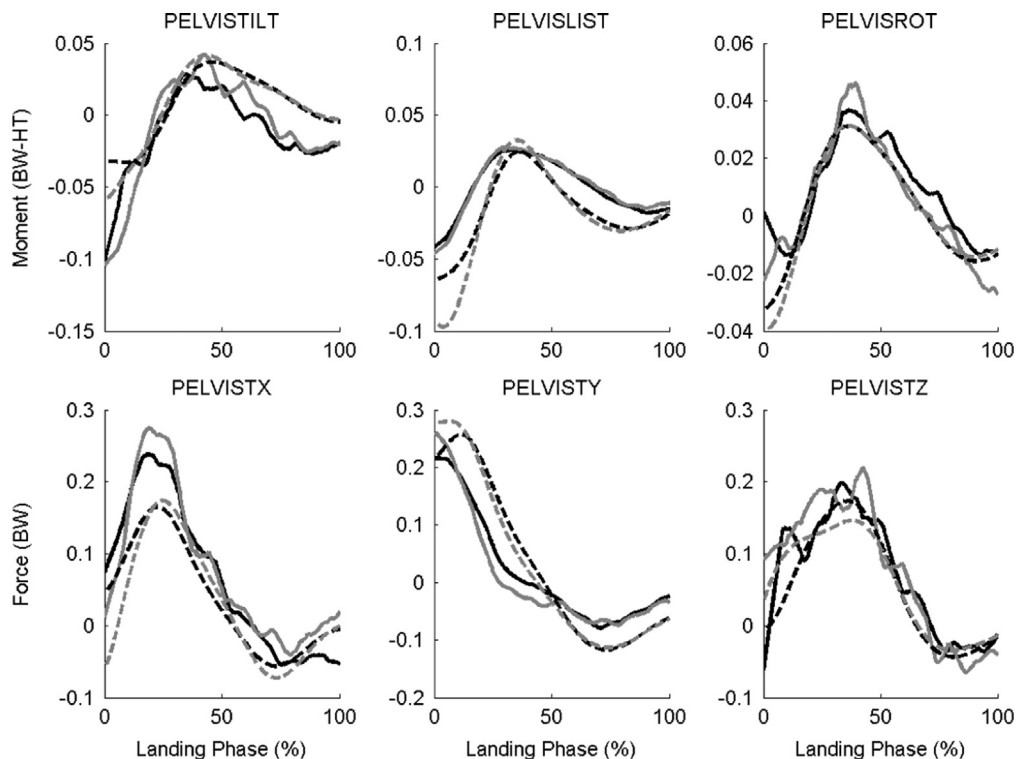 PELVISTILT PELVISLIST PELVISROT
Moment (BW-HT)
0.05
0
-0.05
-0.1
-0.15
0 50 100
0.1
0.05
0
-0.05
-0.1
0 50 100
0.06
0.04
0.02
0
-0.02
-0.04
0 50 100
PELVISTX PELVISTY PELVISTZ
Force (BW)
0.3
0.2
0.1
0
-0.1
0 50 100
Landing Phase (%)
0.3
0.2
0.1
0
-0.1
-0.2
0 50 100
Landing Phase (%)
0.3
0.2
0.1
0
-0.1
0 50 100
Landing Phase (%)